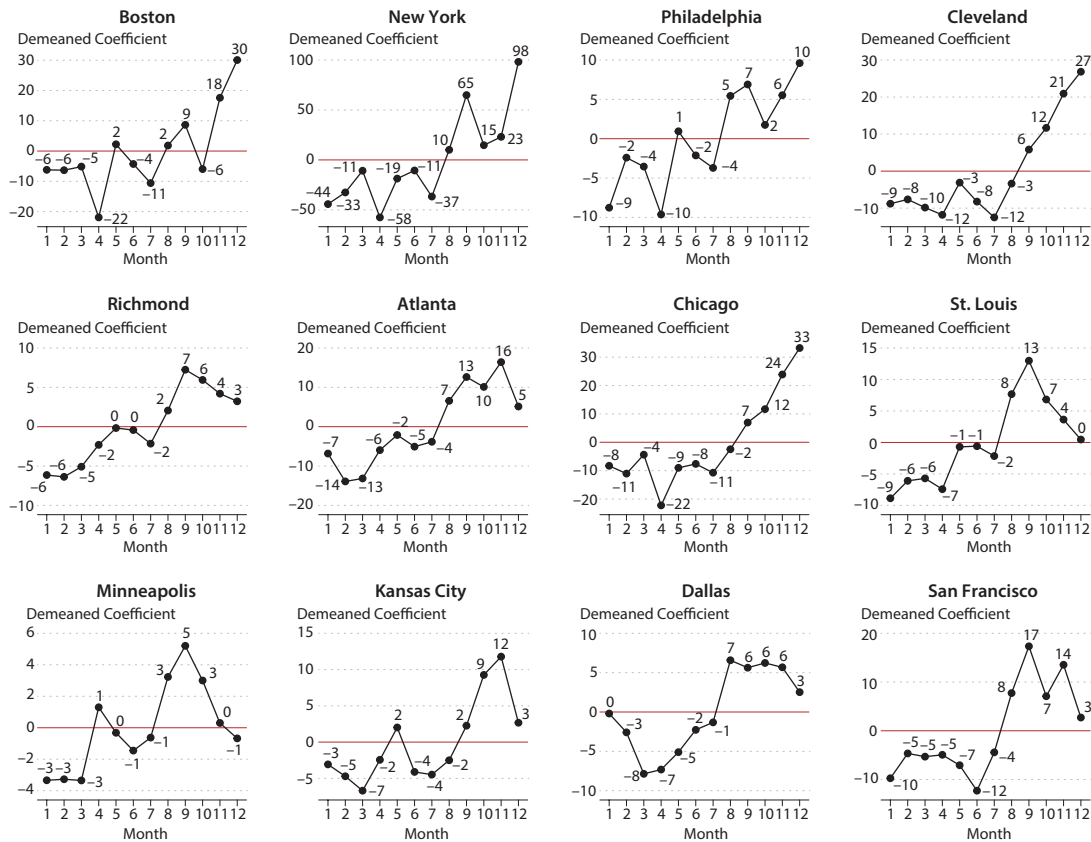 Boston
Demeaned Coefficient
30
20
10
0
−10
−20
−6 −6 −5 −22 2 −4 −11 2 9 −6 18 30
1 2 3 4 5 6 7 8 9 10 11 12
Month
New York
Demeaned Coefficient
100
50
0
−50
−44 −33 −11 −58 −19 −11 −37 10 65 15 23 98
1 2 3 4 5 6 7 8 9 10 11 12
Month
Philadelphia
Demeaned Coefficient
10
5
0
−5
−10
−9 −2 −4 −10 1 −2 −4 5 7 2 6 10
1 2 3 4 5 6 7 8 9 10 11 12
Month
Cleveland
Demeaned Coefficient
30
20
10
0
−10
−9 −8 −10 −12 −3 −8 −12 −3 6 12 21 27
1 2 3 4 5 6 7 8 9 10 11 12
Month
Richmond
Demeaned Coefficient
10
5
0
−5
−10
−6 −6 −5 −2 0 0 −2 2 7 6 4 3
1 2 3 4 5 6 7 8 9 10 11 12
Month
Atlanta
Demeaned Coefficient
20
10
0
−10
−20
−7 −14 −13 −6 −2 −5 −4 7 13 10 16 5
1 2 3 4 5 6 7 8 9 10 11 12
Month
Chicago
Demeaned Coefficient
30
20
10
0
−10
−20
−8 −11 −4 −22 −9 −8 −11 −2 7 12 24 33
1 2 3 4 5 6 7 8 9 10 11 12
Month
St. Louis
Demeaned Coefficient
15
10
5
0
−5
−10
−9 −6 −6 −7 −1 −1 −2 8 13 7 4 0
1 2 3 4 5 6 7 8 9 10 11 12
Month
Minneapolis
Demeaned Coefficient
6
4
2
0
−2
−4
−3 −3 −3 1 0 −1 −1 3 5 3 0 −1
1 2 3 4 5 6 7 8 9 10 11 12
Month
Kansas City
Demeaned Coefficient
15
10
5
0
−5
−3 −5 −7 −2 2 −4 −4 −2 2 9 12 3
1 2 3 4 5 6 7 8 9 10 11 12
Month
Dallas
Demeaned Coefficient
10
5
0
−5
−10
0 −3 −8 −7 −5 −2 −1 7 6 6 6 3
1 2 3 4 5 6 7 8 9 10 11 12
Month
San Francisco
Demeaned Coefficient
20
10
0
−10
−10 −5 −5 −5 −7 −12 −4 8 17 7 14 3
1 2 3 4 5 6 7 8 9 10 11 12
Month